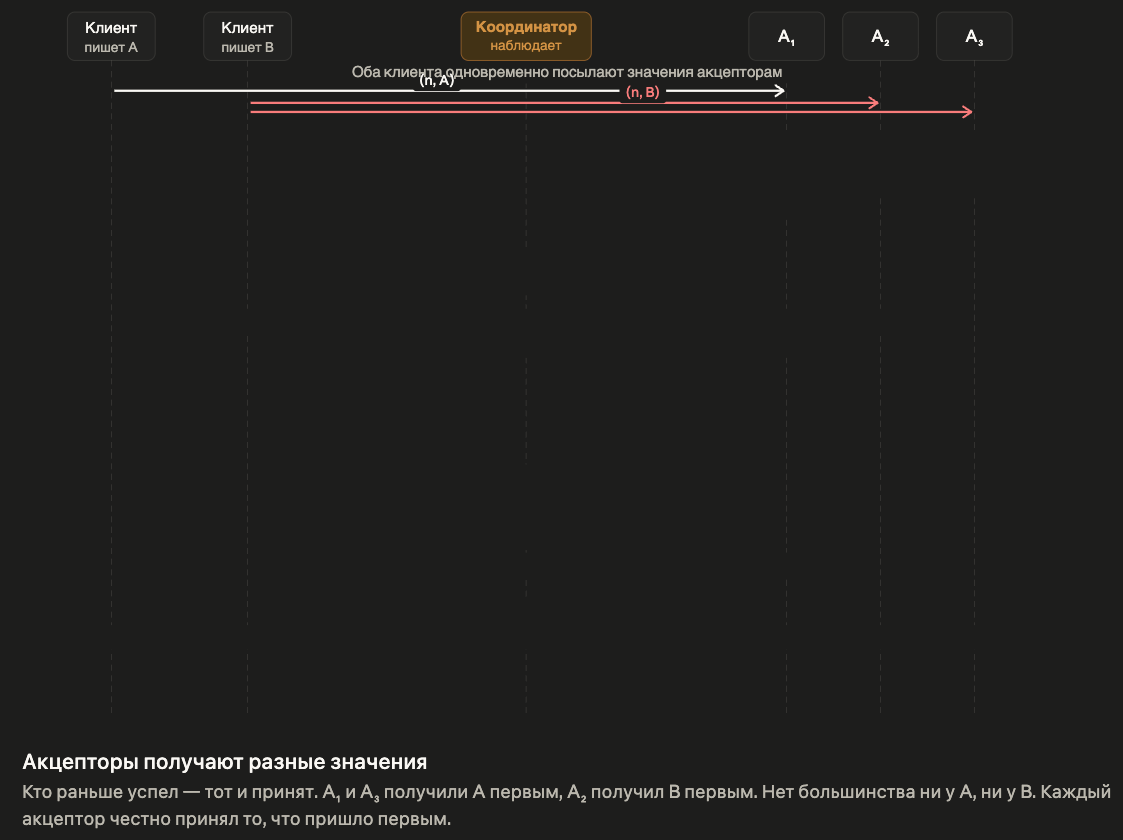 Клиент
пишет A
Клиент
пишет B
Координатор
наблюдает
A₁
A₂
A₃
Оба клиента одновременно посылают значения акцепторам
(n, A)
(n, B)
Акцепторы получают разные значения
Кто раньше успел — тот и принят. A₁ и A₃ получили A первым, A₂ получил B первым. Нет большинства ни у A, ни у B. Каждый
акцептор честно принял то, что пришло первым.